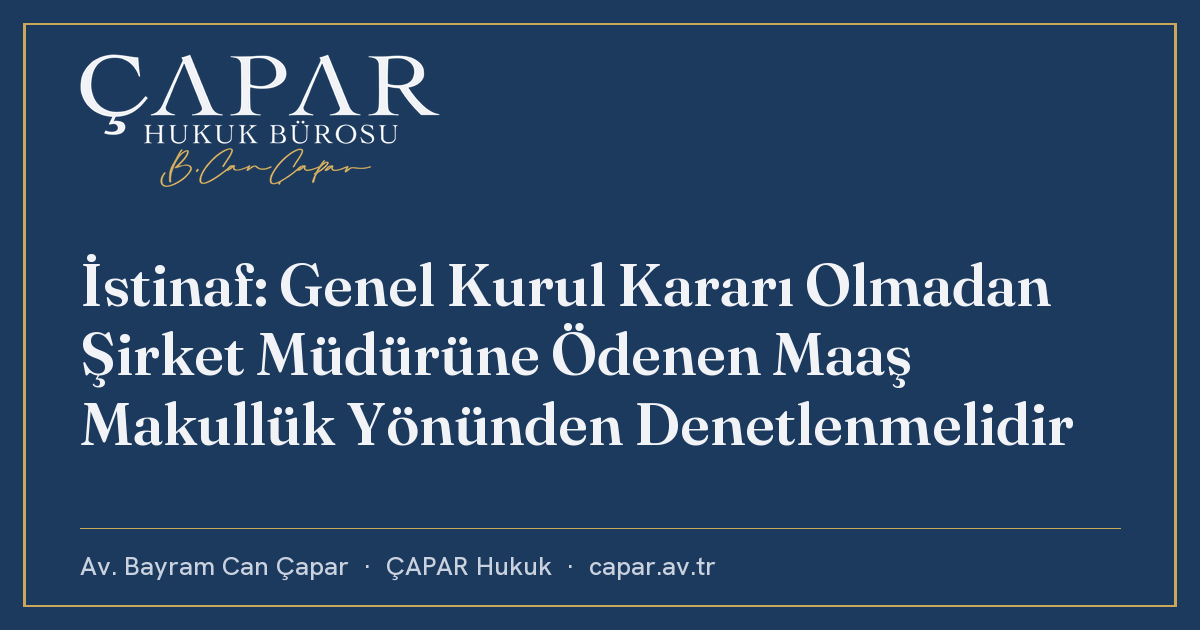 ÇAPAR
HUKUK BÜROSU
B.Can Çapar
İstinaf: Genel Kurul Kararı Olmadan
Şirket Müdürüne Ödenen Maaş
Makullük Yönünden Denetlenmelidir
Av. Bayram Can Çapar · ÇAPAR Hukuk · capar.av.tr